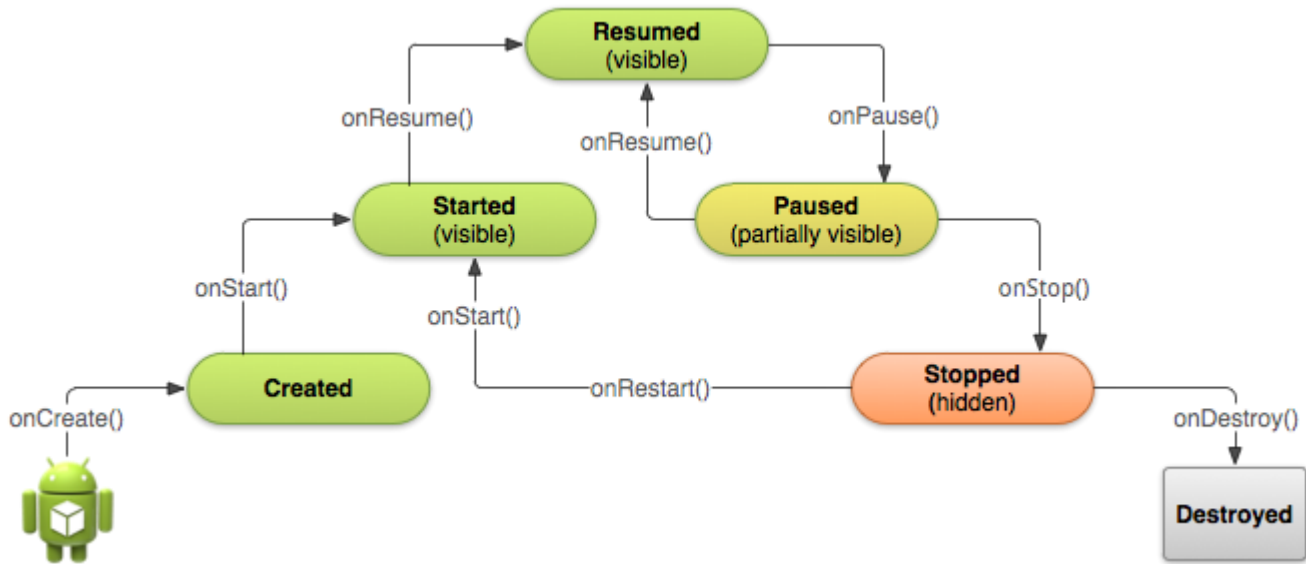 Resumed
(visible)
onResume()
onResume()
onPause()
Started
(visible)
Paused
(partially visible)
onStart()
onStart()
onStop()
Created
onRestart()
Stopped
(hidden)
onCreate()
onDestroy()
Destroyed